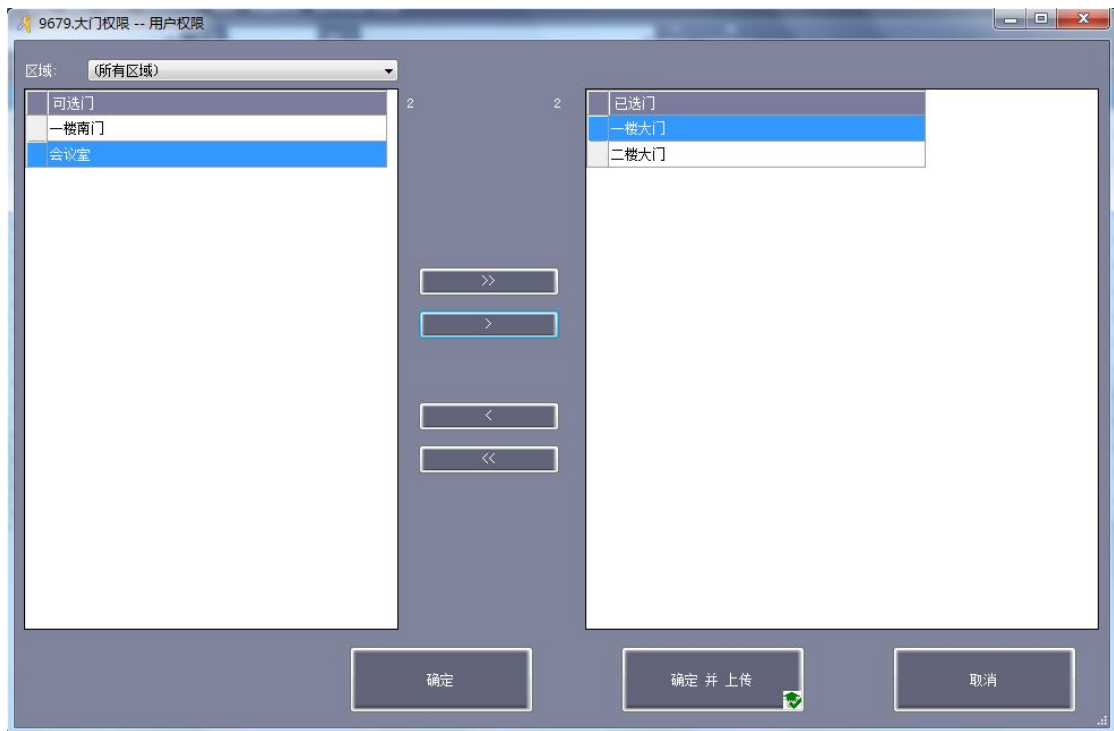 9679.大门权限 -- 用户权限
区域: (所有区域)
可选门 2 2 已选门
一楼南门 一楼大门
会议室 二楼大门
>>
>
<
<<
确定 确定 并 上传 取消